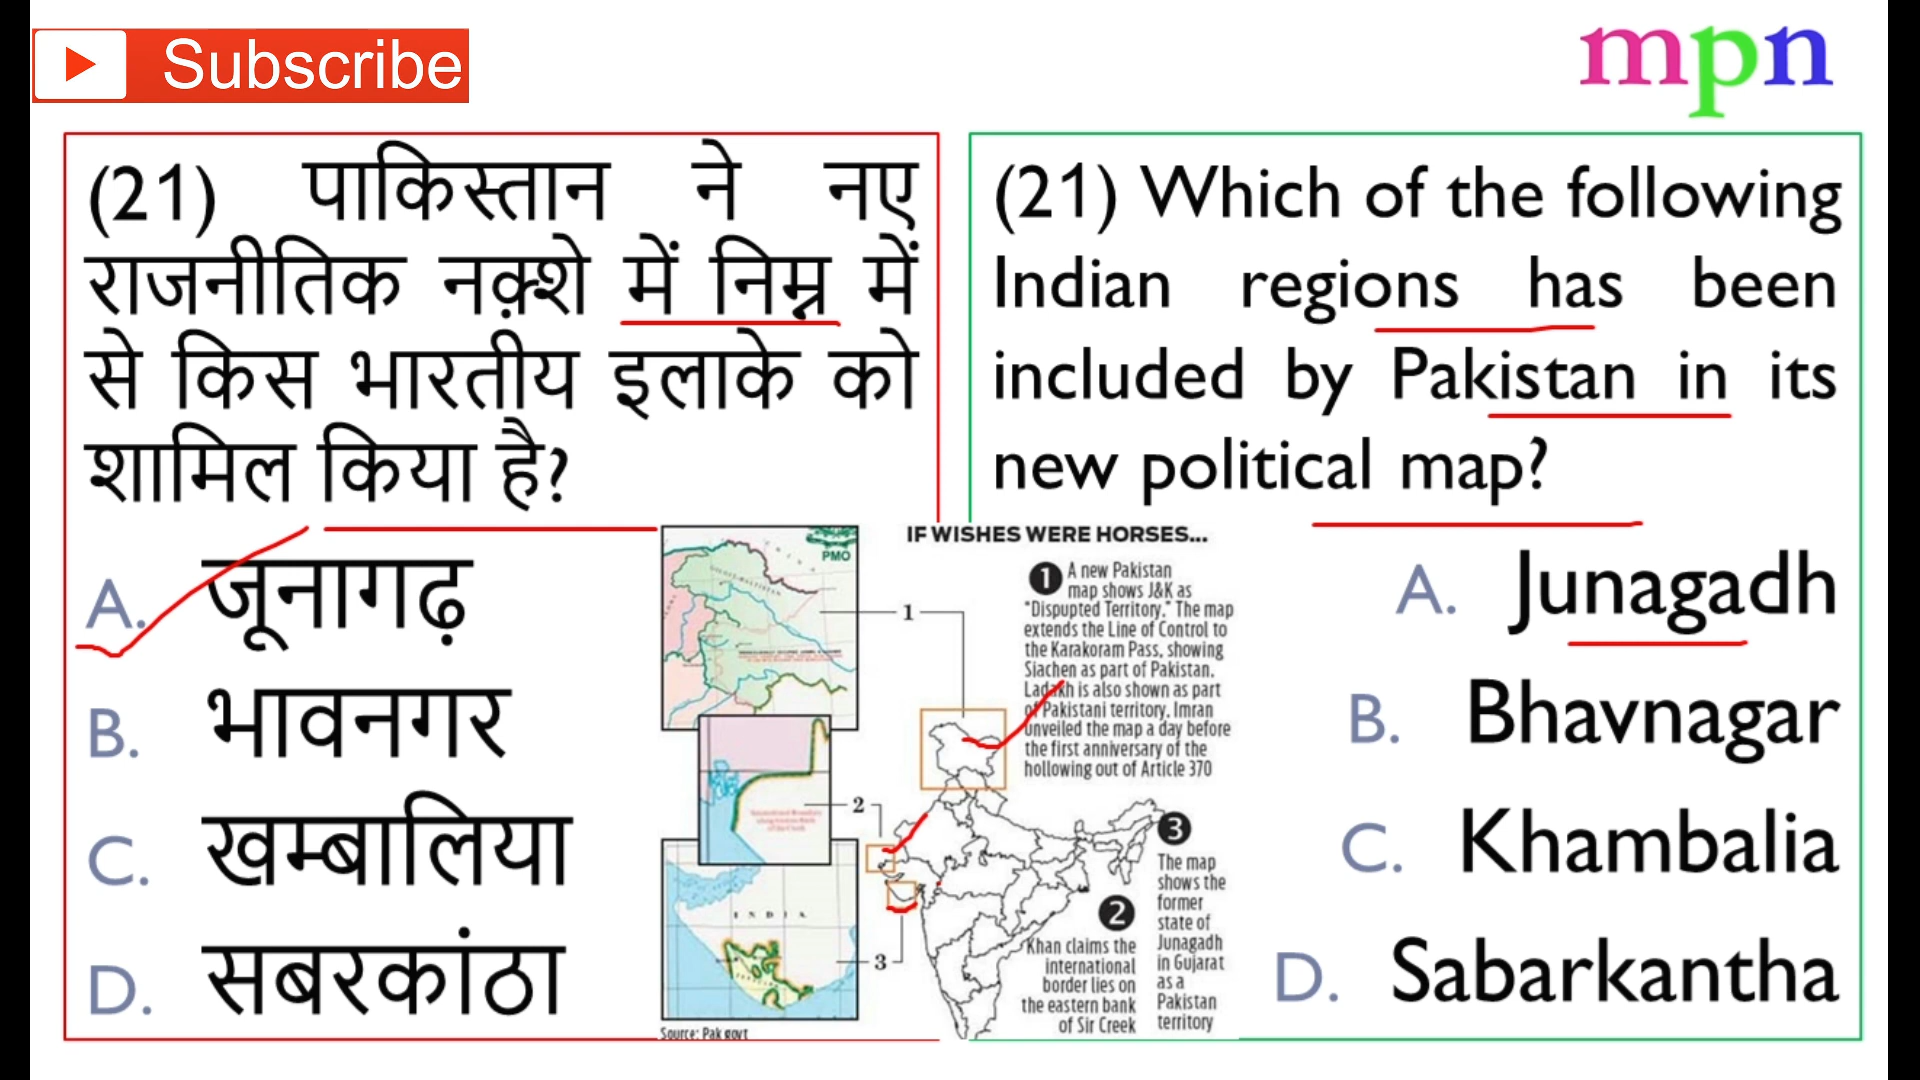 Subscribe
mpn
(21) पाकिस्तान ने नए
राजनीतिक नक़्शे में निम्न में
से किस भारतीय इलाके को
शामिल किया है?
A. जूनागढ़
B. भावनगर
C. खम्बालिया
D. सबरकांठा
(21) Which of the following
Indian regions has been
included by Pakistan in its
new political map?
A. Junagadh
B. Bhavnagar
C. Khambalia
D. Sabarkantha
IF WISHES WERE HORSES...
PMO
1
2
INDIA
3
Source: Pak govt
1 A new Pakistan
map shows J&K as
"Dispupted Territory." The map
extends the Line of Control to
the Karakoram Pass, showing
Siachen as part of Pakistan.
Ladakh is also shown as part
of Pakistani territory. Imran
unveiled the map a day before
the first anniversary of the
hollowing out of Article 370
2
Khan claims the
international
border lies on
the eastern bank
of Sir Creek
3
The map
shows the
former
state of
Junagadh
in Gujarat
as a
Pakistan
territory